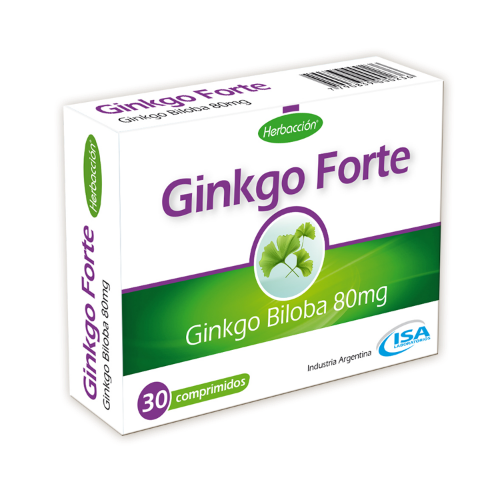 Ginkgo Forte
Ginkgo Biloba 80mg
Herbacción®
Herbacción®
Ginkgo Forte
Ginkgo Biloba 80mg
Ginkgo Forte
Ginkgo Biloba 80mg
ISA
LABORATORIOS
Industria Argentina
30 comprimidos